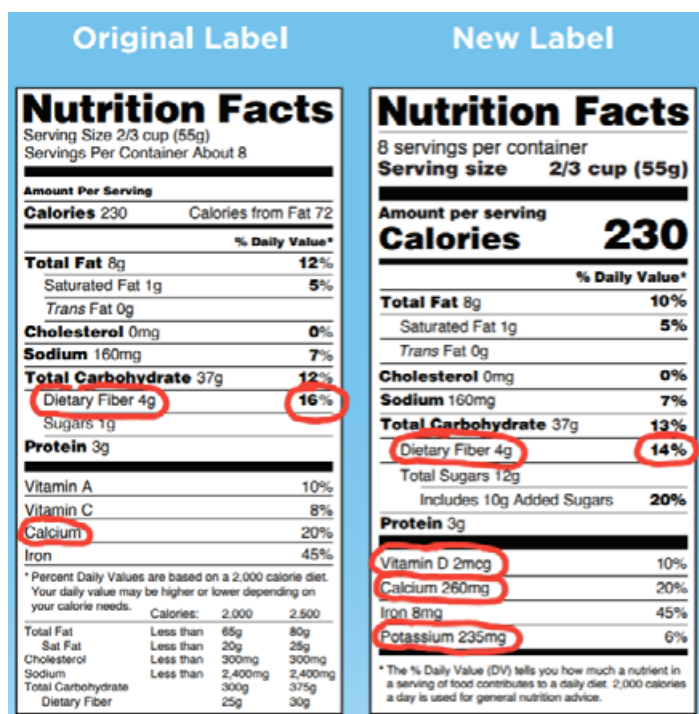 Original Label
Nutrition Facts
Serving Size 2/3 cup (55g)
Servings Per Container About 8
Amount Per Serving
Calories 230 Calories from Fat 72
% Daily Value*
Total Fat 8g 12%
Saturated Fat 1g 5%
Trans Fat 0g
Cholesterol 0mg 0%
Sodium 160mg 7%
Total Carbohydrate 37g 12%
Dietary Fiber 4g 16%
Sugars 1g
Protein 3g
Vitamin A 10%
Vitamin C 8%
Calcium 20%
Iron 45%
* Percent Daily Values are based on a 2,000 calorie diet.
Your daily value may be higher or lower depending on
your calorie needs.
Calories: 2,000 2,500
Total Fat Less than 65g 80g
Sat Fat Less than 20g 25g
Cholesterol Less than 300mg 300mg
Sodium Less than 2,400mg 2,400mg
Total Carbohydrate 300g 375g
Dietary Fiber 25g 30g
New Label
Nutrition Facts
8 servings per container
Serving size 2/3 cup (55g)
Amount per serving
Calories 230
% Daily Value*
Total Fat 8g 10%
Saturated Fat 1g 5%
Trans Fat 0g
Cholesterol 0mg 0%
Sodium 160mg 7%
Total Carbohydrate 37g 13%
Dietary Fiber 4g 14%
Total Sugars 12g
Includes 10g Added Sugars 20%
Protein 3g
Vitamin D 2mcg 10%
Calcium 260mg 20%
Iron 8mg 45%
Potassium 235mg 6%
* The % Daily Value (DV) tells you how much a nutrient in
a serving of food contributes to a daily diet. 2,000 calories
a day is used for general nutrition advice.